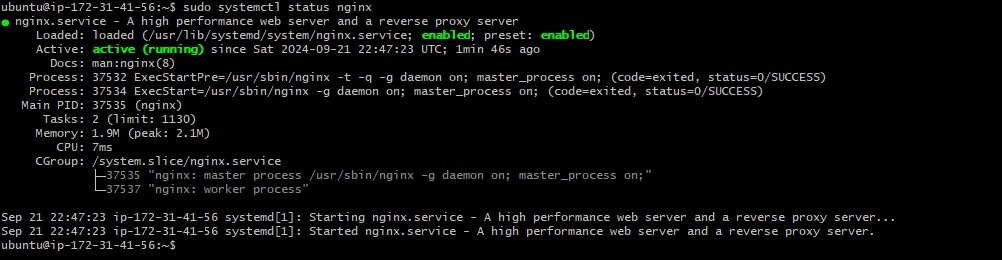 ubuntu@ip-172-31-41-56:~$ sudo systemctl status nginx
● nginx.service - A high performance web server and a reverse proxy server
     Loaded: loaded (/usr/lib/systemd/system/nginx.service; enabled; preset: enabled)
     Active: active (running) since Sat 2024-09-21 22:47:23 UTC; 1min 46s ago
       Docs: man:nginx(8)
    Process: 37532 ExecStartPre=/usr/sbin/nginx -t -q -g daemon on; master_process on; (code=exited, status=0/SUCCESS)
    Process: 37534 ExecStart=/usr/sbin/nginx -g daemon on; master_process on; (code=exited, status=0/SUCCESS)
   Main PID: 37535 (nginx)
      Tasks: 2 (limit: 1130)
     Memory: 1.9M (peak: 2.1M)
        CPU: 7ms
     CGroup: /system.slice/nginx.service
             ├─37535 "nginx: master process /usr/sbin/nginx -g daemon on; master_process on;"
             └─37537 "nginx: worker process"

Sep 21 22:47:23 ip-172-31-41-56 systemd[1]: Starting nginx.service - A high performance web server and a reverse proxy server...
Sep 21 22:47:23 ip-172-31-41-56 systemd[1]: Started nginx.service - A high performance web server and a reverse proxy server.
ubuntu@ip-172-31-41-56:~$